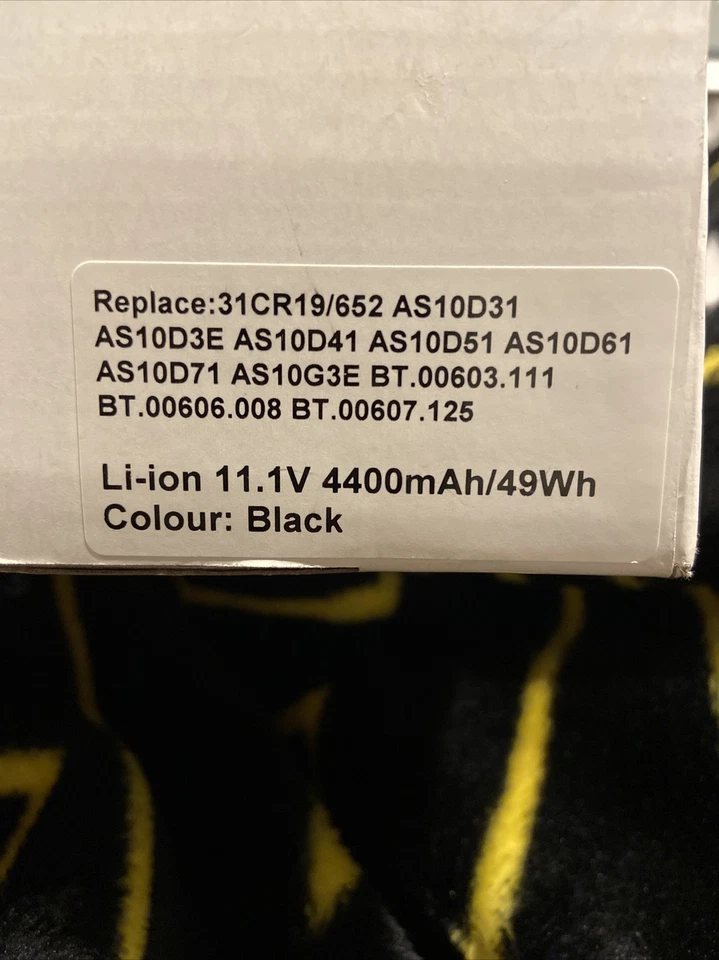 Replace:31CR19/652 AS10D31
AS10D3E AS10D41 AS10D51 AS10D61
AS10D71 AS10G3E BT.00603.111
BT.00606.008 BT.00607.125
Li-ion 11.1V 4400mAh/49Wh
Colour: Black